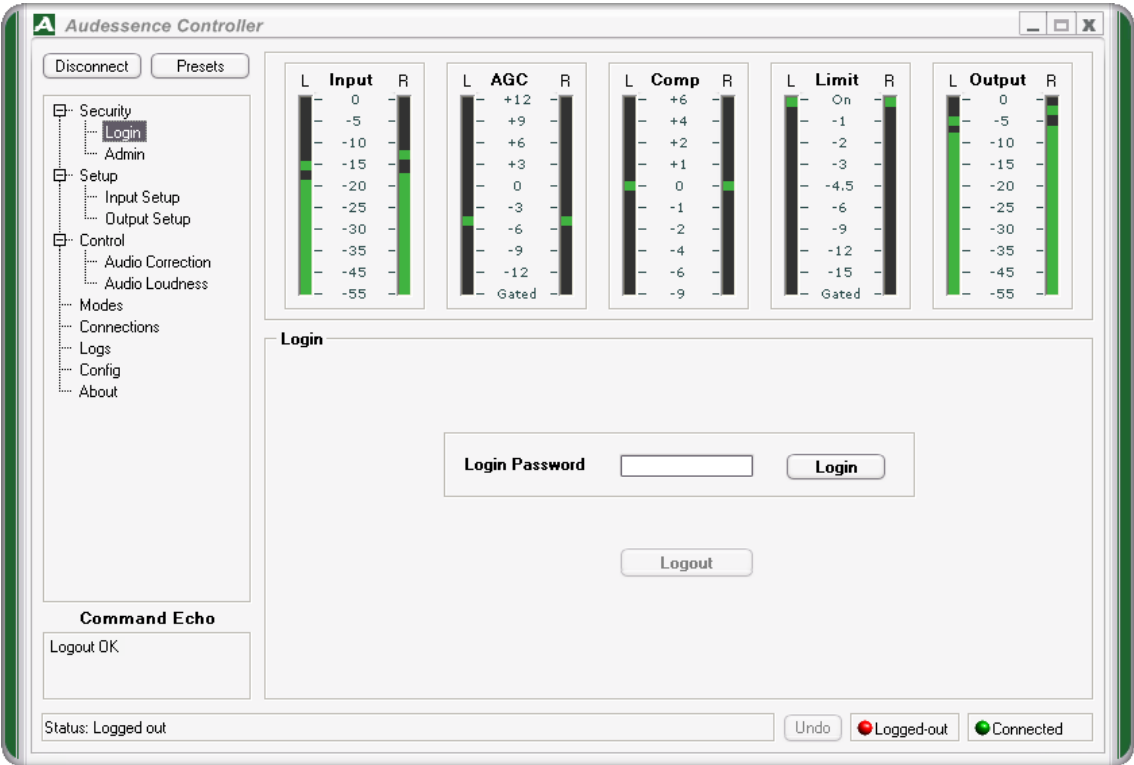 A Audessence Controller
X
Disconnect Presets
Security
Login
Admin
Setup
Input Setup
Output Setup
Control
Audio Correction
Audio Loudness
Modes
Connections
Logs
Config
About
Command Echo
Logout OK
L Input R
0
-5
-10
-15
-20
-25
-30
-35
-45
-55
L AGC R
+12
+9
+6
+3
0
-3
-6
-9
-12
Gated
L Comp R
+6
+4
+2
+1
0
-1
-2
-4
-6
-9
L Limit R
On
-1
-2
-3
-4.5
-6
-9
-12
-15
Gated
L Output R
0
-5
-10
-15
-20
-25
-30
-35
-45
-55
Login
Login Password Login
Logout
Status: Logged out Undo Logged-out Connected